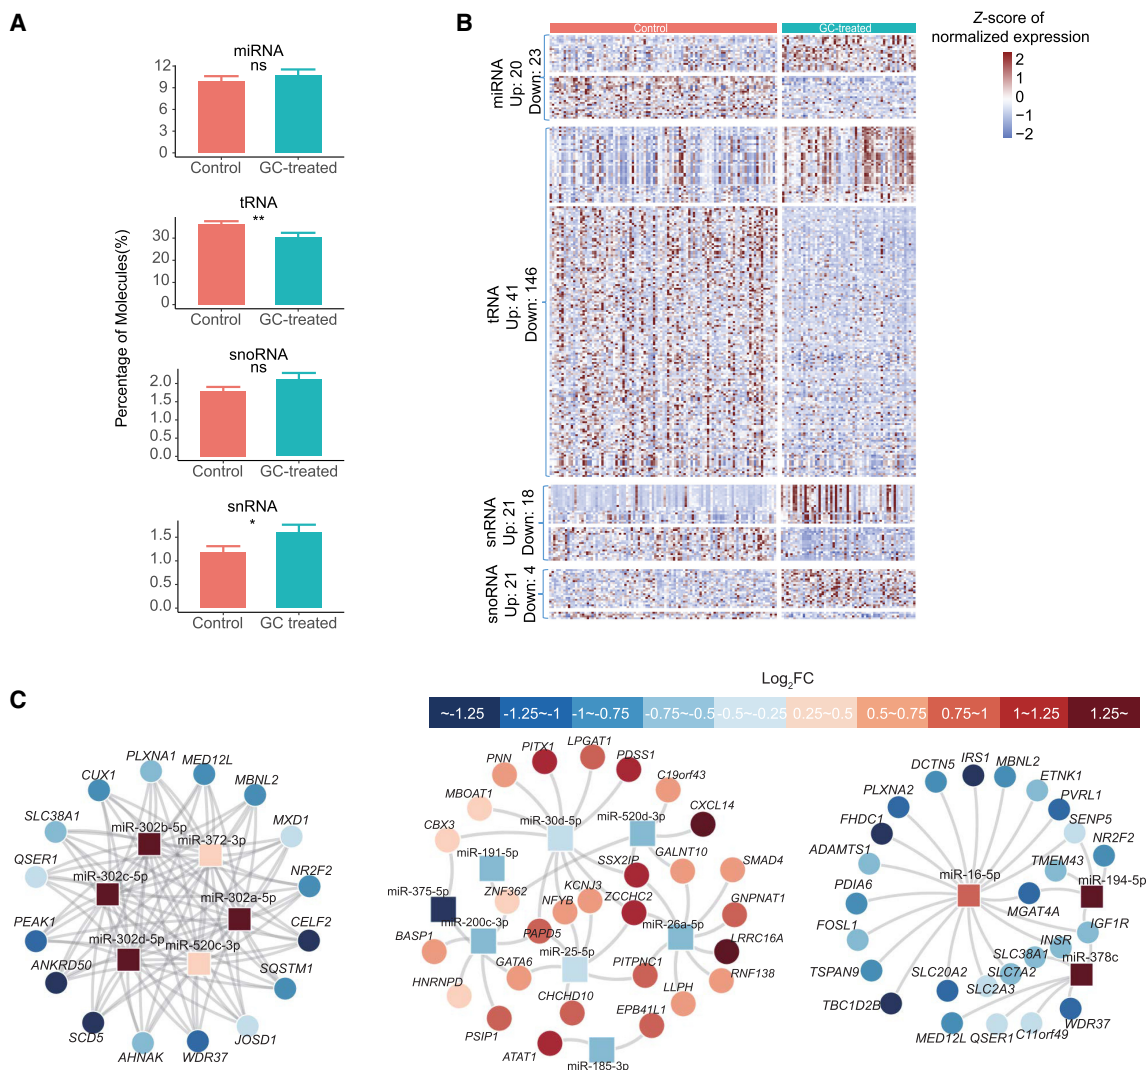 A
Percentage of Molecules(%)
miRNA
ns
12
9
6
3
0
Control
GC-treated
tRNA
**
30
20
10
0
Control
GC-treated
snoRNA
ns
2.0
1.5
1.0
0.5
0.0
Control
GC-treated
snRNA
*
1.5
1.0
0.5
0.0
Control
GC treated
B
Control
GC-treated
miRNA
Up: 20
Down: 23
tRNA
Up: 41
Down: 146
snRNA
Up: 21
Down: 18
snoRNA
Up: 21
Down: 4
Z-score of
normalized expression
2
1
0
−1
−2
C
Log2FC
~-1.25
-1.25~-1
-1~-0.75
-0.75~-0.5
-0.5~-0.25
0.25~0.5
0.5~0.75
0.75~1
1~1.25
1.25~
PLXNA1
MED12L
CUX1
MBNL2
SLC38A1
MXD1
miR-302b-5p
miR-372-3p
QSER1
miR-302c-5p
NR2F2
miR-302a-5p
PEAK1
CELF2
miR-302d-5p
miR-520c-3p
ANKRD50
SQSTM1
SCD5
JOSD1
AHNAK
WDR37
PITX1
LPGAT1
PNN
PDSS1
C19orf43
MBOAT1
CXCL14
CBX3
miR-30d-5p
miR-520d-3p
miR-191-5p
SSX2IP
GALNT10
SMAD4
miR-375-5p
ZNF362
KCNJ3
NFYB
ZCCHC2
GNPNAT1
miR-200c-3p
PAPD5
miR-26a-5p
BASP1
miR-25-5p
LRRC16A
GATA6
PITPNC1
RNF138
HNRNPD
LLPH
CHCHD10
EPB41L1
PSIP1
ATAT1
miR-185-3p
IRS1
MBNL2
DCTN5
ETNK1
PLXNA2
PVRL1
FHDC1
SENP5
NR2F2
ADAMTS1
TMEM43
miR-16-5p
miR-194-5p
PDIA6
MGAT4A
FOSL1
IGF1R
INSR
SLC38A1
miR-378c
TSPAN9
SLC20A2
SLC7A2
SLC2A3
TBC1D2B
WDR37
MED12L
QSER1
C11orf49